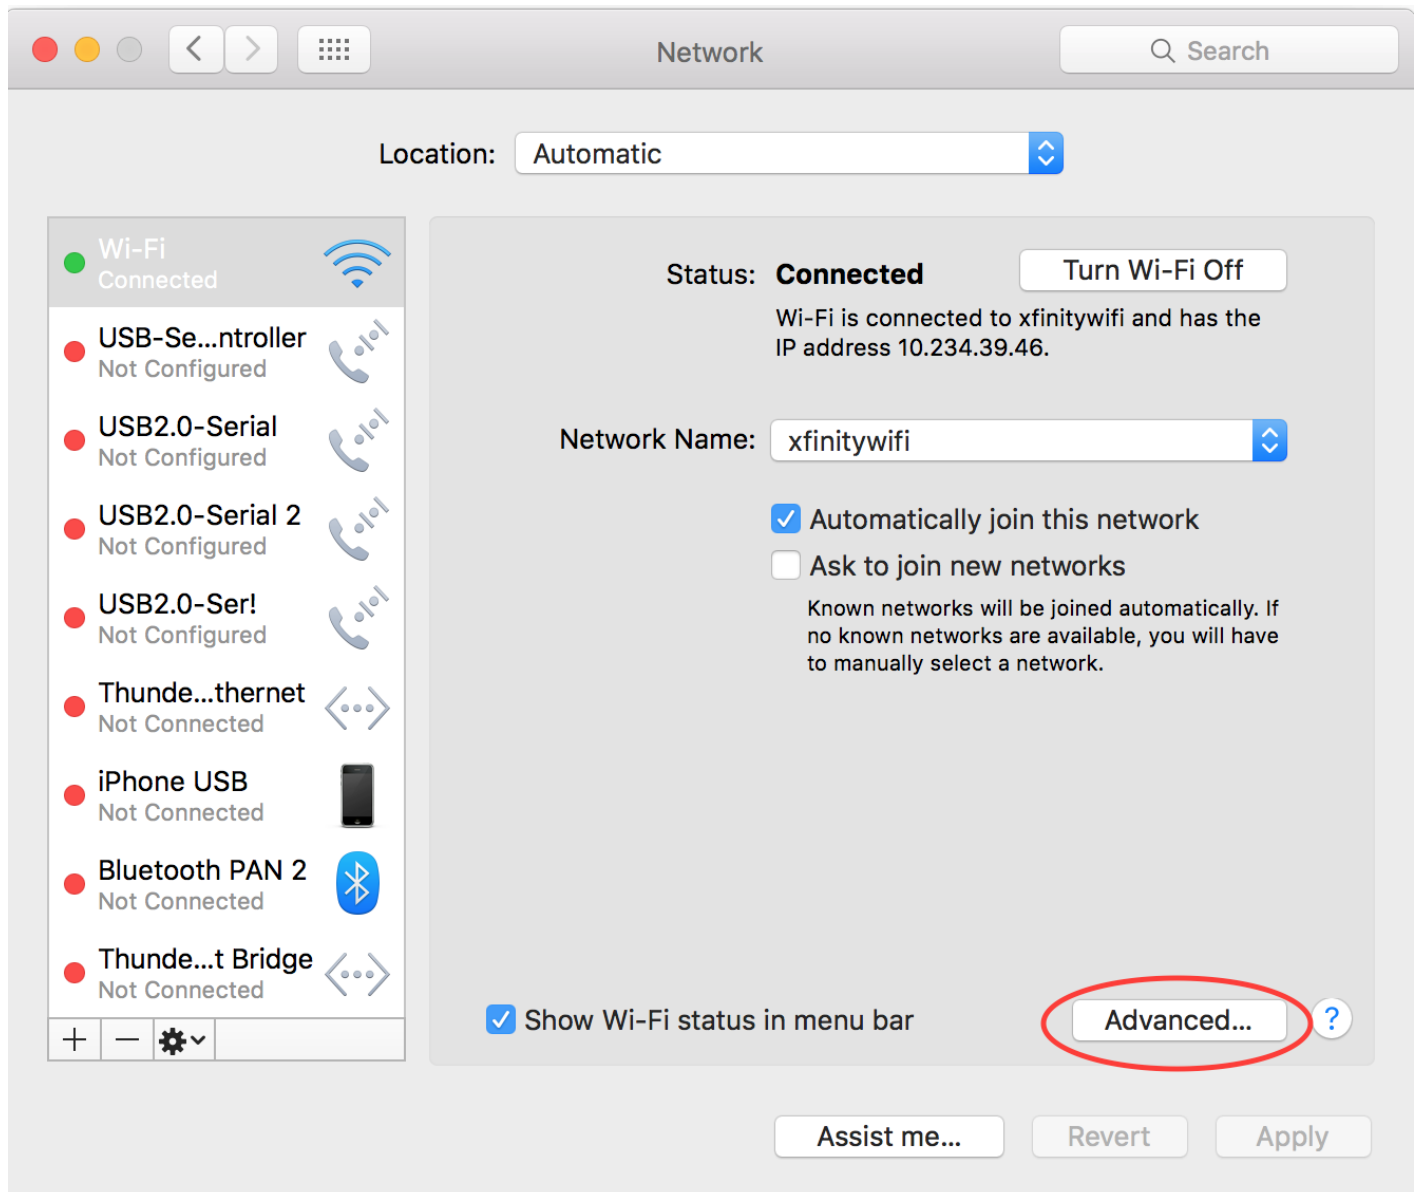 Network
Search
Location:
Automatic
Wi-Fi
Connected
USB-Se...ntroller
Not Configured
USB2.0-Serial
Not Configured
USB2.0-Serial 2
Not Configured
USB2.0-Ser!
Not Configured
Thunde...thernet
Not Connected
iPhone USB
Not Connected
Bluetooth PAN 2
Not Connected
Thunde...t Bridge
Not Connected
Status: Connected
Turn Wi-Fi Off
Wi-Fi is connected to xfinitywifi and has the
IP address 10.234.39.46.
Network Name: xfinitywifi
Automatically join this network
Ask to join new networks
Known networks will be joined automatically. If
no known networks are available, you will have
to manually select a network.
Show Wi-Fi status in menu bar
Advanced...
?
Assist me...
Revert
Apply